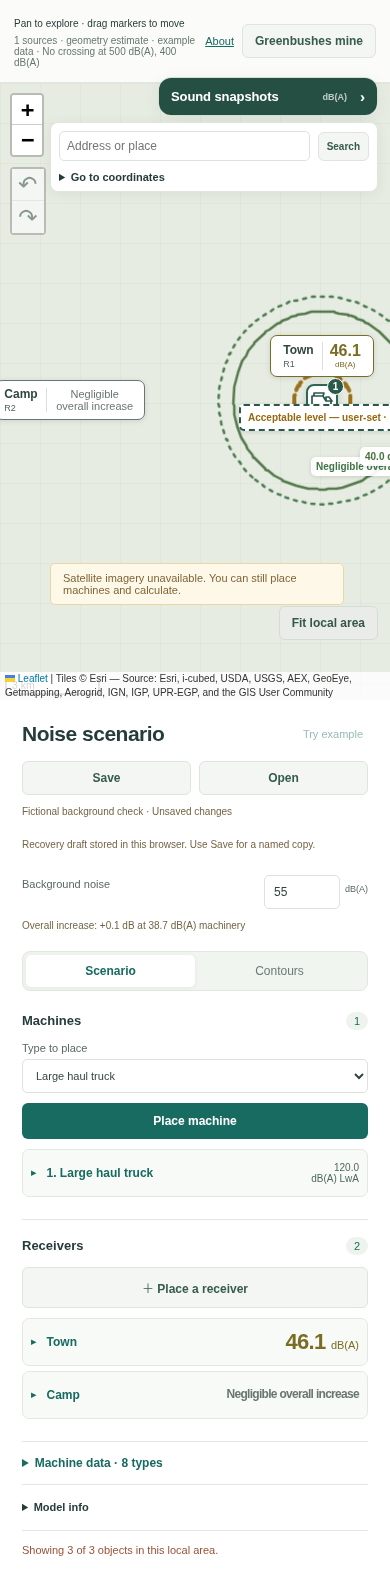 Pan to explore · drag markers to move
1 sources · geometry estimate · example
data · No crossing at 500 dB(A), 400
dB(A)
About
Greenbushes mine
Sound snapshots dB(A) ›
+
−
Address or place
Search
Go to coordinates
Town 46.1
R1 dB(A)
1
Camp Negligible
R2 overall increase
Acceptable level — user-set ·
40.0
Negligible
Satellite imagery unavailable. You can still place
machines and calculate.
Fit local area
Leaflet | Tiles © Esri — Source: Esri, i-cubed, USDA, USGS, AEX, GeoEye,
Getmapping, Aerogrid, IGN, IGP, UPR-EGP, and the GIS User Community
Noise scenario
Try example
Save
Open
Fictional background check · Unsaved changes
Recovery draft stored in this browser. Use Save for a named copy.
Background noise
55
dB(A)
Overall increase: +0.1 dB at 38.7 dB(A) machinery
Scenario
Contours
Machines
1
Type to place
Large haul truck
Place machine
1. Large haul truck
120.0
dB(A) LwA
Receivers
2
+ Place a receiver
Town
46.1 dB(A)
Camp
Negligible overall increase
Machine data · 8 types
Model info
Showing 3 of 3 objects in this local area.